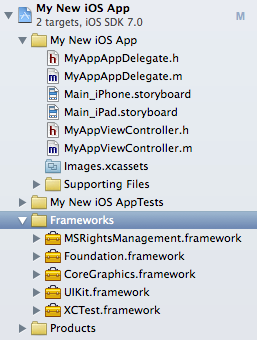 My New iOS App
2 targets, iOS SDK 7.0
M
My New iOS App
MyAppAppDelegate.h
MyAppAppDelegate.m
Main_iPhone.storyboard
Main_iPad.storyboard
MyAppViewController.h
MyAppViewController.m
Images.xcassets
Supporting Files
My New iOS AppTests
Frameworks
MSRightsManagement.framework
Foundation.framework
CoreGraphics.framework
UIKit.framework
XCTest.framework
Products